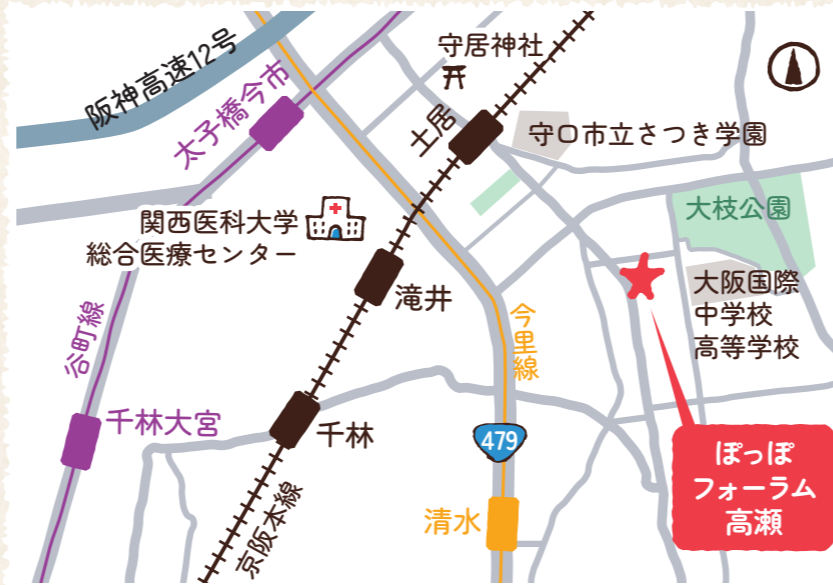 阪神高速12号
太子橋今市
守居神社
土居
守口市立さつき学園
大枝公園
関西医科大学
総合医療センター
滝井
大阪国際
中学校
高等学校
今里線
谷町線
千林大宮
千林
479
ぽっぽ
フォーラム
高瀬
清水
京阪本線